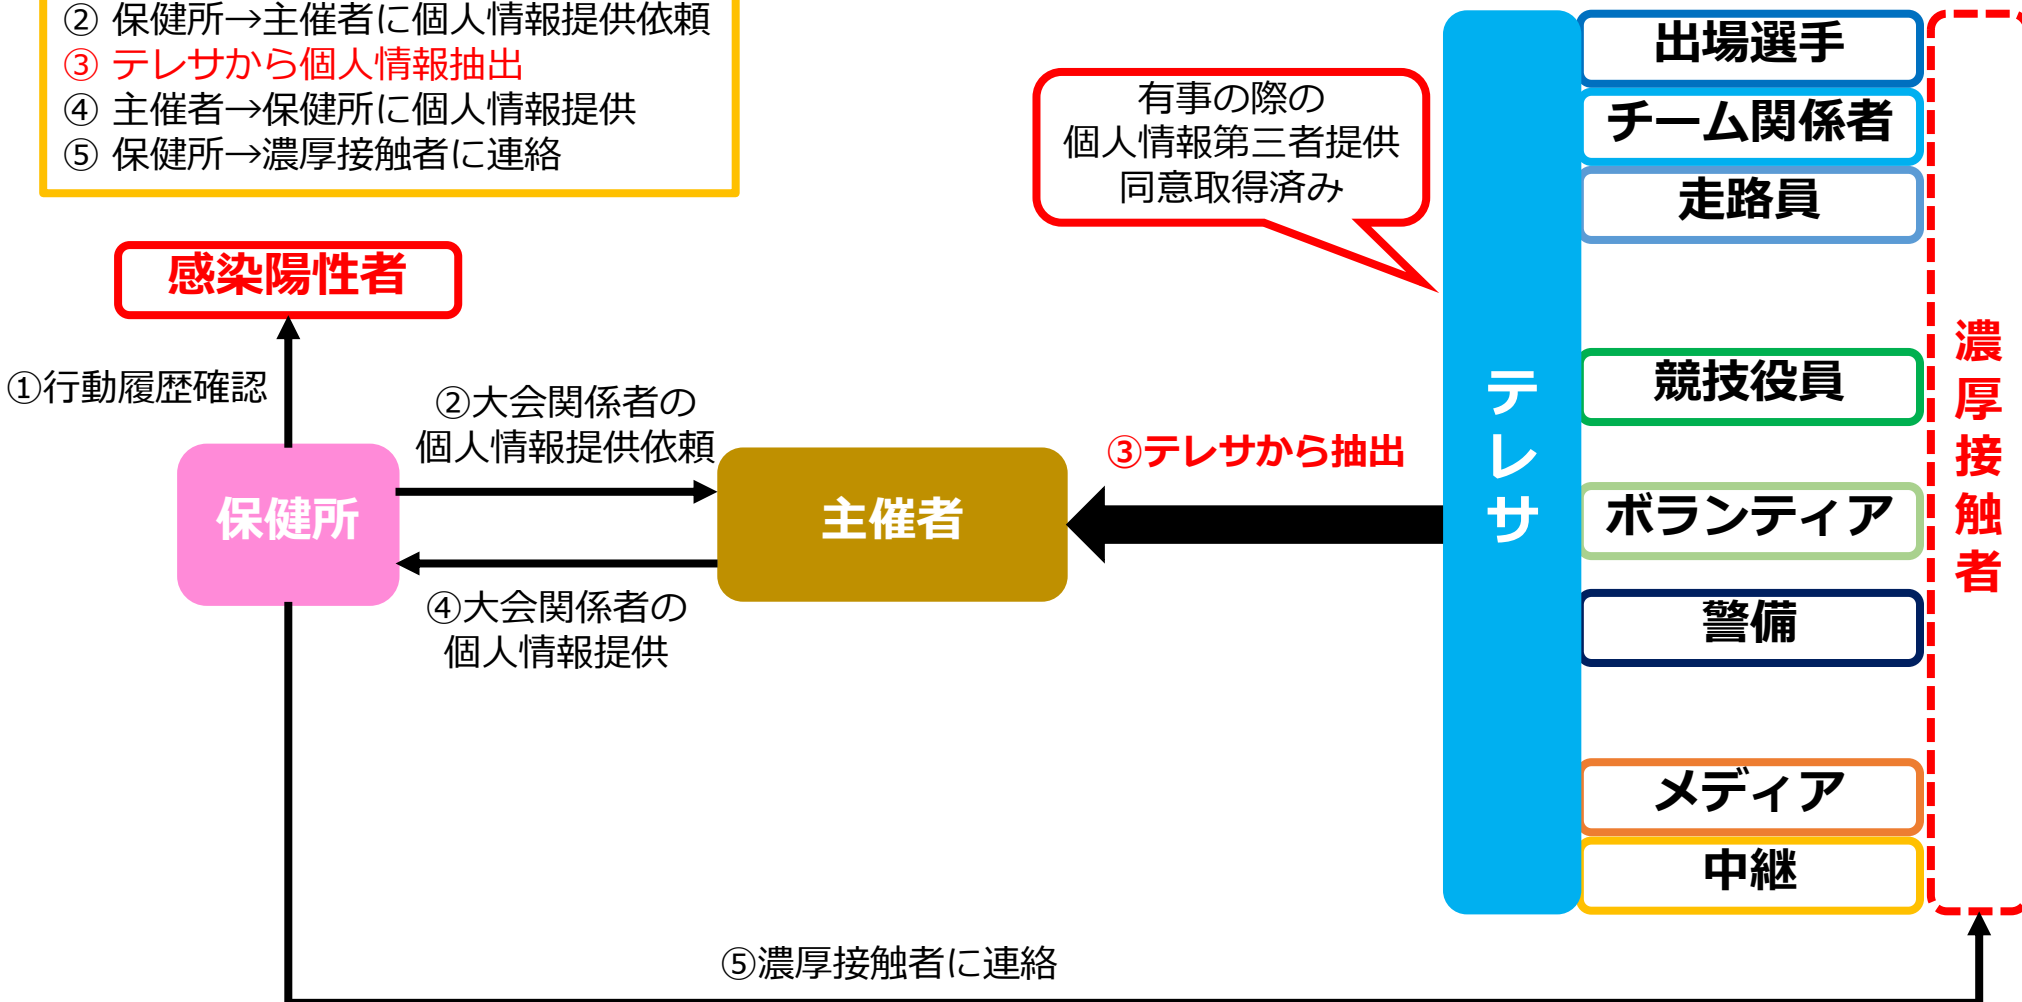 ② 保健所→主催者に個人情報提供依頼
③ テレサから個人情報抽出
④ 主催者→保健所に個人情報提供
⑤ 保健所→濃厚接触者に連絡
有事の際の
個人情報第三者提供
同意取得済み
出場選手
チーム関係者
走路員
競技役員
ボランティア
警備
メディア
中継
テレサ
濃厚接触者
感染陽性者
①行動履歴確認
②大会関係者の
個人情報提供依頼
③テレサから抽出
保健所
主催者
④大会関係者の
個人情報提供
⑤濃厚接触者に連絡